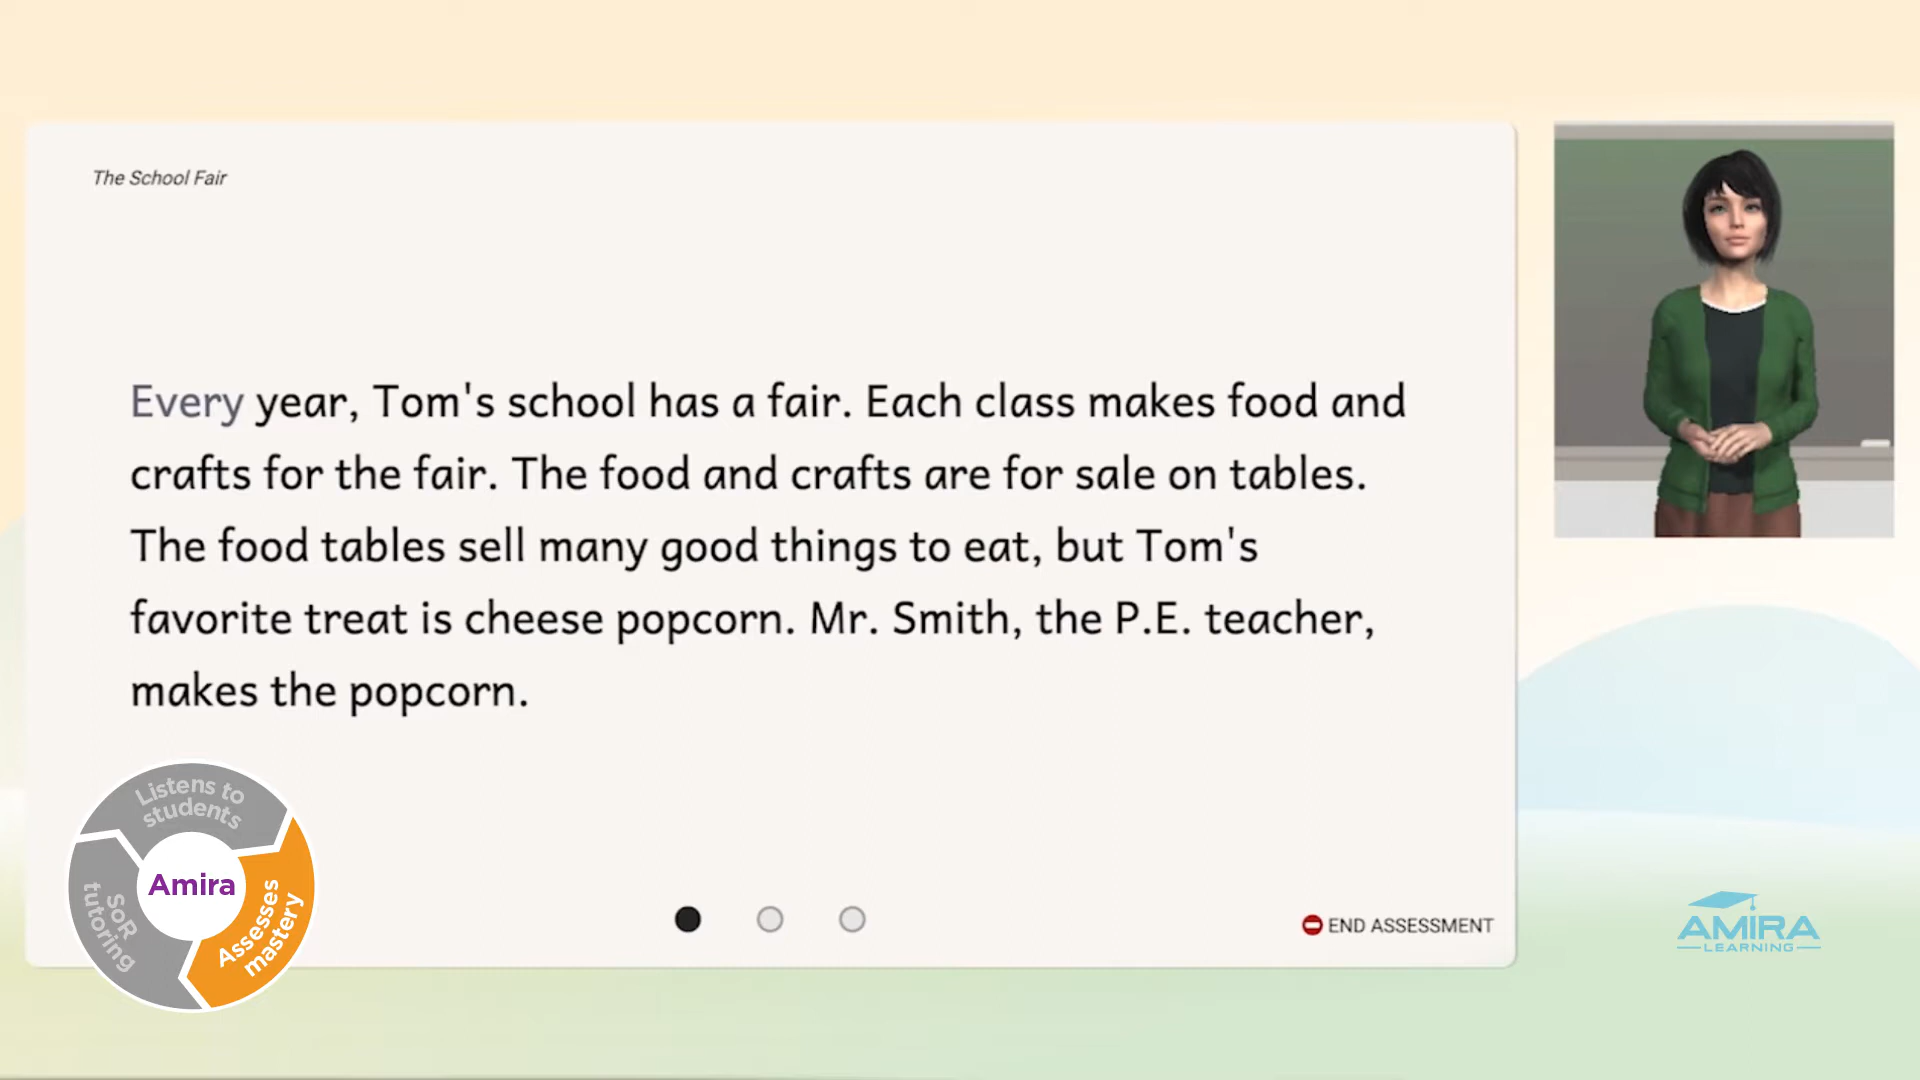 The School Fair
Every year, Tom's school has a fair. Each class makes food and
crafts for the fair. The food and crafts are for sale on tables.
The food tables sell many good things to eat, but Tom's
favorite treat is cheese popcorn. Mr. Smith, the P.E. teacher,
makes the popcorn.
Listens to
students
Amira
Assesses
mastery
SoR
tutoring
END ASSESSMENT
AMIRA
LEARNING